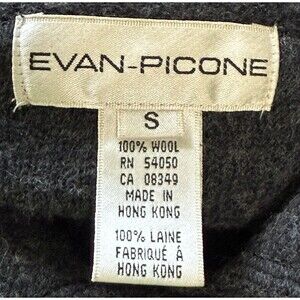 EVAN-PICONE
S
100% WOOL
RN 54050
CA 08349
MADE IN
HONG KONG
100% LAINE
FABRIQUÉ À
HONG KONG